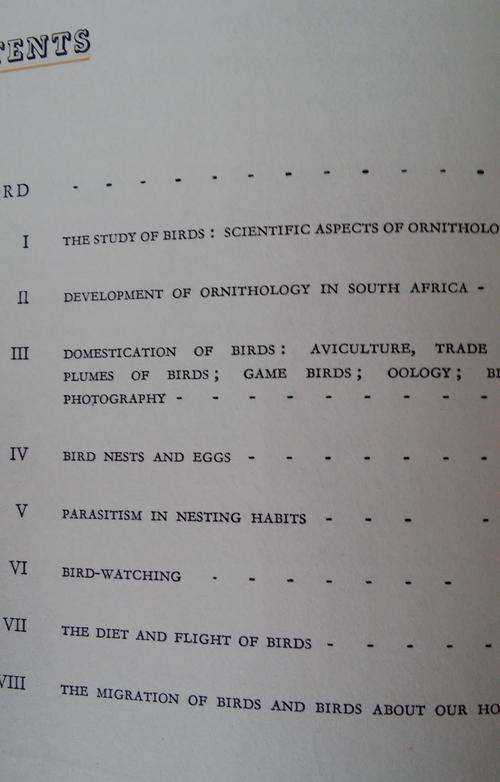 TENTS
RD - - - - - - - - - - - - -
I THE STUDY OF BIRDS : SCIENTIFIC ASPECTS OF ORNITHOLO
II DEVELOPMENT OF ORNITHOLOGY IN SOUTH AFRICA -
III DOMESTICATION OF BIRDS : AVICULTURE, TRADE
PLUMES OF BIRDS ; GAME BIRDS ; OOLOGY ; BI
PHOTOGRAPHY - - - - - - - - -
IV BIRD NESTS AND EGGS - - - - - - -
V PARASITISM IN NESTING HABITS - - - -
VI BIRD-WATCHING - - - - - - -
VII THE DIET AND FLIGHT OF BIRDS - - - - -
VIII THE MIGRATION OF BIRDS AND BIRDS ABOUT OUR HO